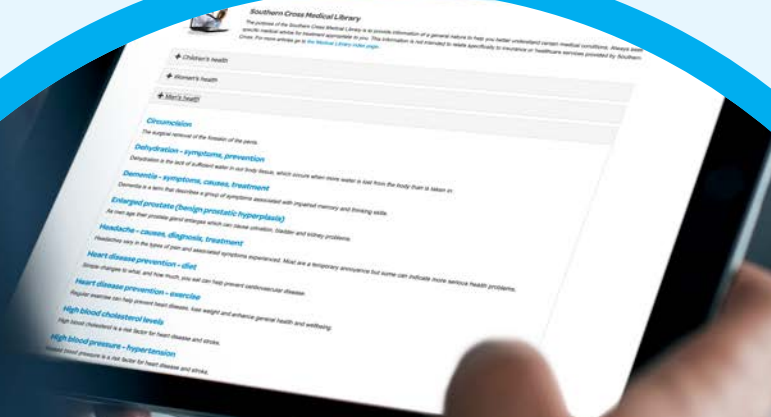 Southern Cross Medical Library
The purpose of the Southern Cross Medical Library is to provide information of a general nature to help you better understand certain medical conditions. Always seek
specific medical advice for treatment appropriate to you. This information is not intended to relate specifically to insurance or healthcare services provided by Southern
Cross. For more articles go to the Medical Library index page.
+ Children's health
+ Women's health
+ Men's health
Circumcision
The surgical removal of the foreskin of the penis.
Dehydration - symptoms, prevention
Dehydration is the lack of sufficient water in our body tissue, which occurs when more water is lost from the body than is taken in.
Dementia - symptoms, causes, treatment
Dementia is a term that describes a group of symptoms associated with impaired memory and thinking skills.
Enlarged prostate (benign prostatic hyperplasia)
As men age their prostate gland enlarges which can cause urination, bladder and kidney problems.
Headache - causes, diagnosis, treatment
Headaches vary in the types of pain and associated symptoms experienced. Most are a temporary annoyance but some can indicate more serious health problems.
Heart disease prevention - diet
Simple changes to what, and how much, you eat can help prevent cardiovascular disease.
Heart disease prevention - exercise
Regular exercise can help prevent heart disease, lose weight and enhance general health and wellbeing.
High blood cholesterol levels
High blood cholesterol is a risk factor for heart disease and stroke.
High blood pressure - hypertension
blood pressure is a risk factor for heart disease and stroke.